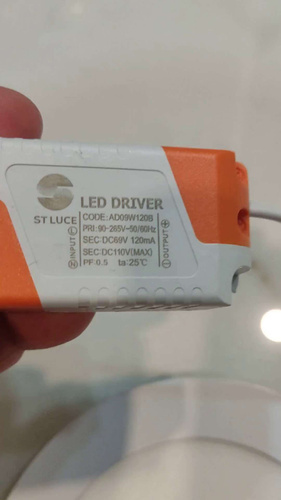 LED DRIVER
ST LUCE
CODE: AD09W120B
PRI: 90-265V~50/60Hz
SEC:DC69V 120mA
SEC:DC110V(MAX)
PF:0.5 ta:25℃
INPUT
L
N
OUTPUT
+
-